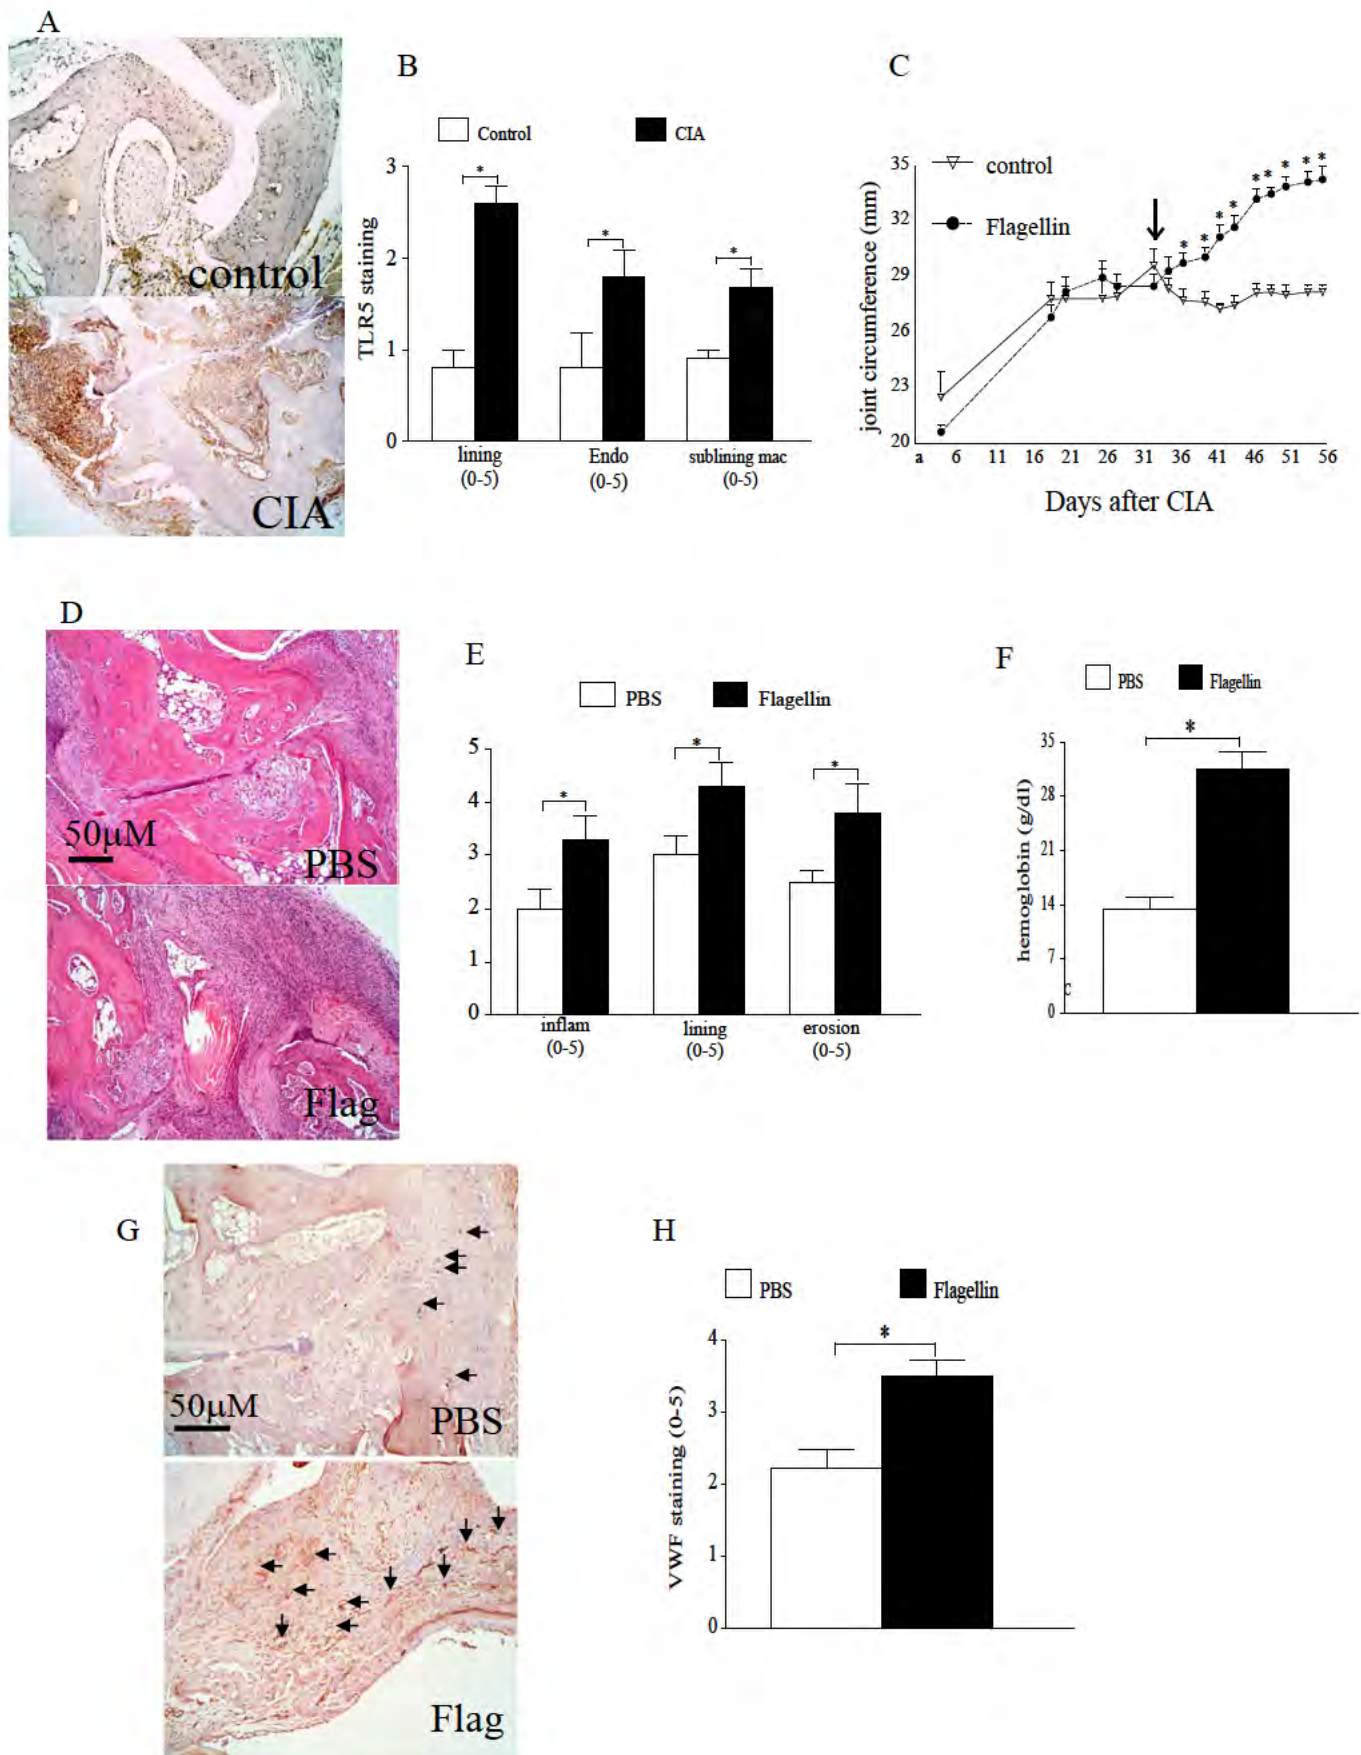 A
control
CIA
B
Control
CIA
TLR5 staining
3
2
1
0
*
*
*
lining
(0-5)
Endo
(0-5)
sublining mac
(0-5)
C
control
Flagellin
joint circumference (mm)
35
32
29
26
23
20
* * * * * * * * *
a 6 11 16 21 26 31 36 41 46 51 56
Days after CIA
D
50μM
PBS
Flag
E
PBS
Flagellin
5
4
3
2
1
0
*
*
*
inflam
(0-5)
lining
(0-5)
erosion
(0-5)
F
PBS
Flagellin
hemoglobin (g/dl)
35
28
21
14
7
0
c
*
G
50μM
PBS
Flag
H
PBS
Flagellin
VWF staining (0-5)
4
3
2
1
0
*